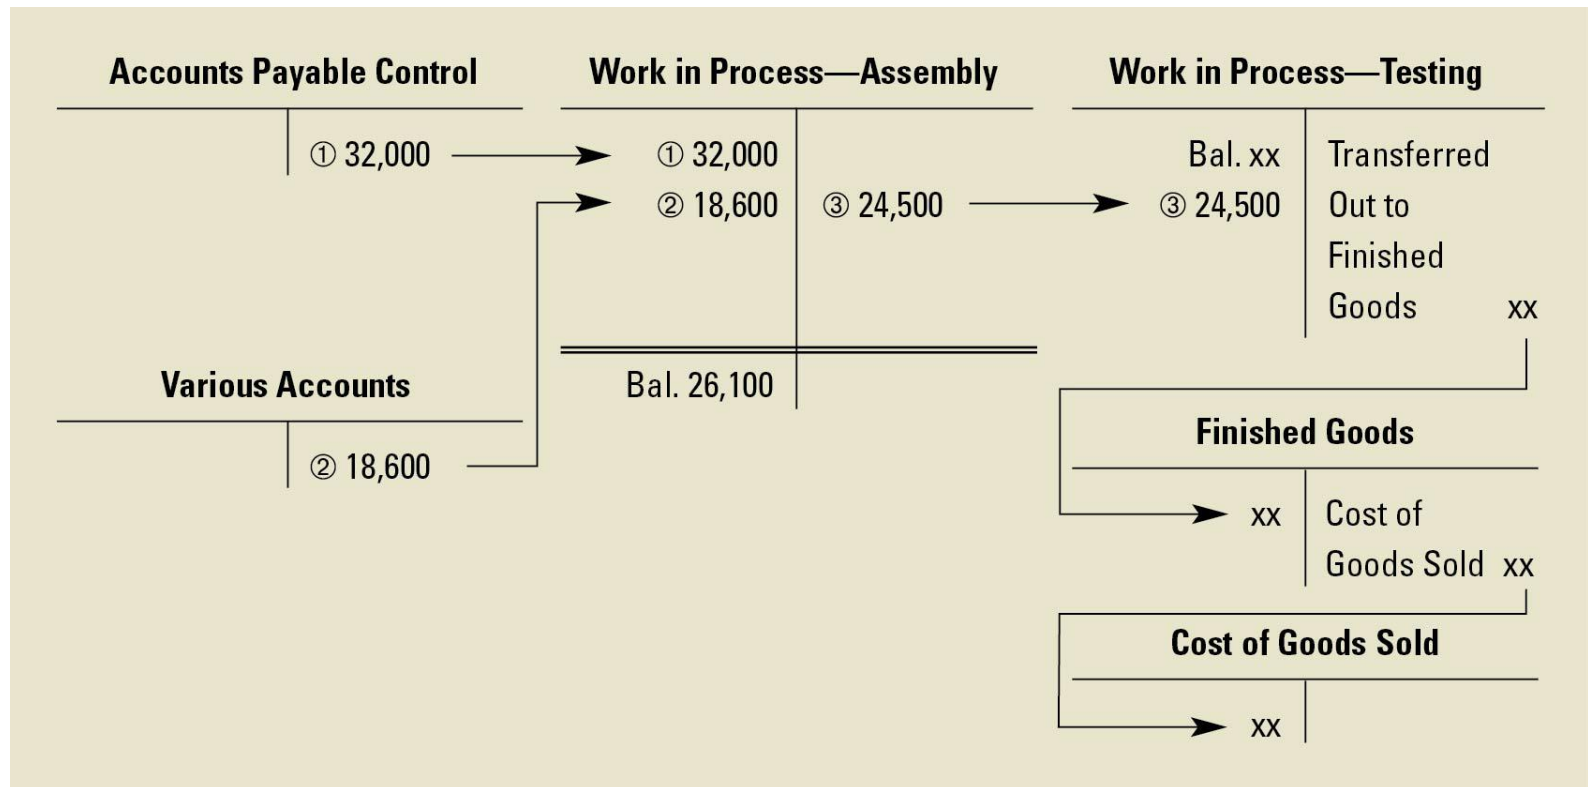 Accounts Payable Control
① 32,000
Work in Process—Assembly
① 32,000
② 18,600
③ 24,500
Bal. 26,100
Work in Process—Testing
Bal. xx
③ 24,500
Transferred
Out to
Finished
Goods xx
Various Accounts
② 18,600
Finished Goods
xx
Cost of
Goods Sold xx
Cost of Goods Sold
xx